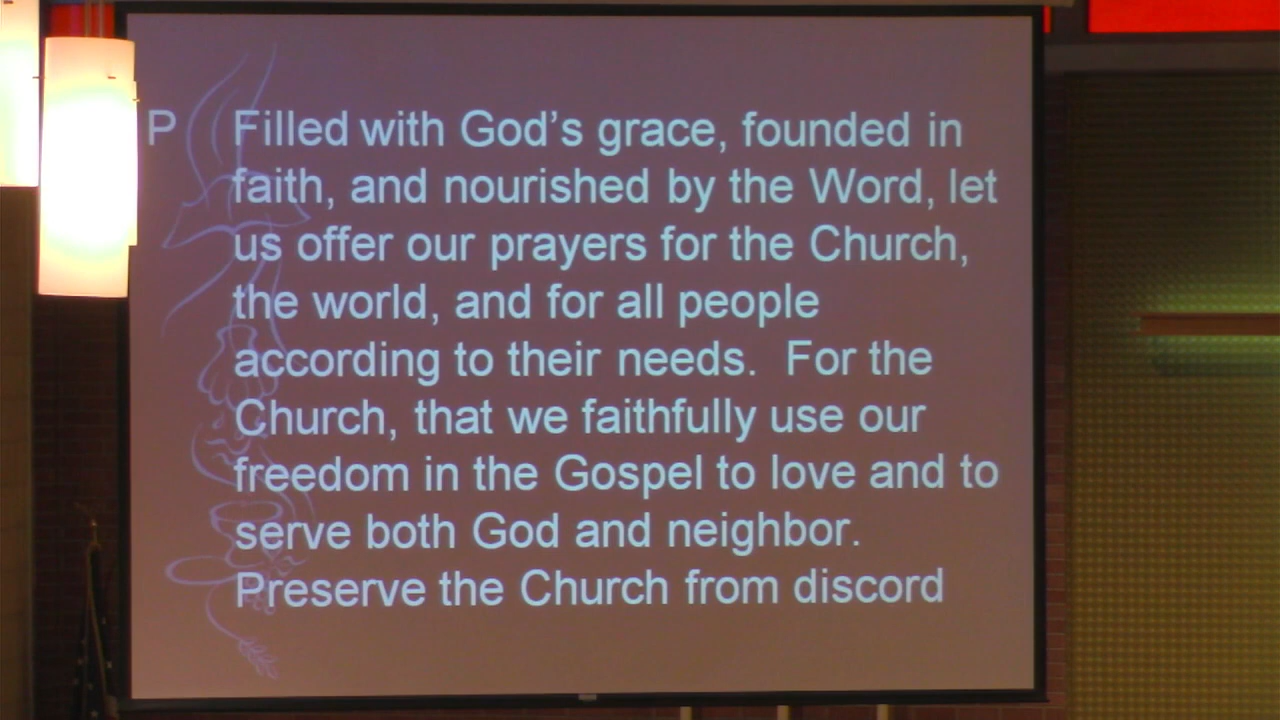 P Filled with God’s grace, founded in
faith, and nourished by the Word, let
us offer our prayers for the Church,
the world, and for all people
according to their needs.  For the
Church, that we faithfully use our
freedom in the Gospel to love and to
serve both God and neighbor.
Preserve the Church from discord